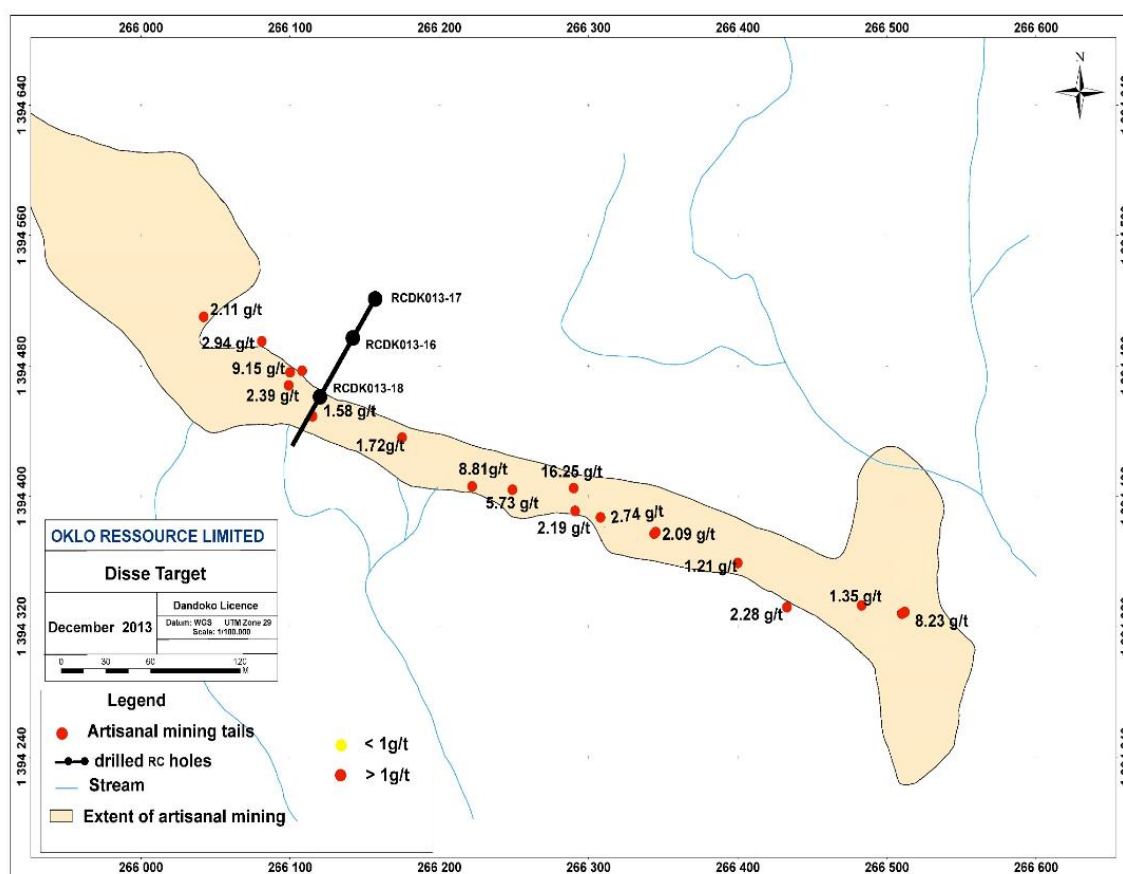 266 000 266 100 266 200 266 300 266 400 266 500 266 600
N
1 394 640
1 394 560
2.11 g/t
RCDK013-17
2.94 g/t
RCDK013-16
1 394 480
9.15 g/t
2.39 g/t
RCDK013-18
1.58 g/t
1.72g/t
8.81g/t
16.25 g/t
1 394 400
5.73 g/t
2.19 g/t
2.74 g/t
2.09 g/t
1.21 g/t
2.28 g/t
1.35 g/t
8.23 g/t
1 394 320
OKLO RESSOURCE LIMITED
Disse Target
December 2013
Dandoko Licence
Datum: WGS UTM Zone 29
Scale: 1/100.000
0 30 60 120
M
1 394 240
Legend
Artisanal mining tails
drilled RC holes
Stream
Extent of artisanal mining
< 1g/t
> 1g/t
266 000 266 100 266 200 266 300 266 400 266 500 266 600